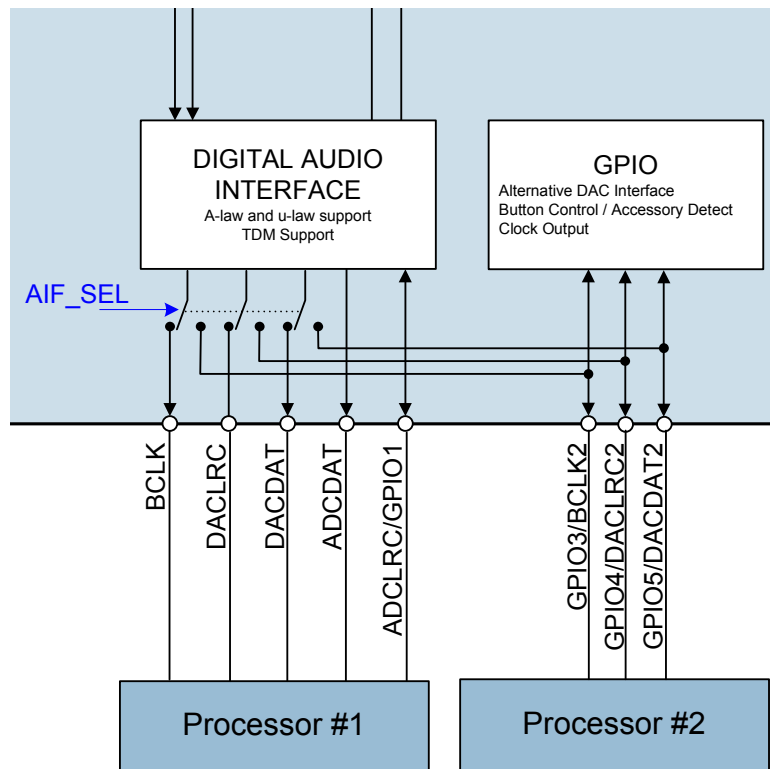 DIGITAL AUDIO
INTERFACE
A-law and u-law support
TDM Support
GPIO
Alternative DAC Interface
Button Control / Accessory Detect
Clock Output
AIF_SEL
BCLK
DACLRC
DACDAT
ADCDAT
ADCLRC/GPIO1
GPIO3/BCLK2
GPIO4/DACLRC2
GPIO5/DACDAT2
Processor #1
Processor #2